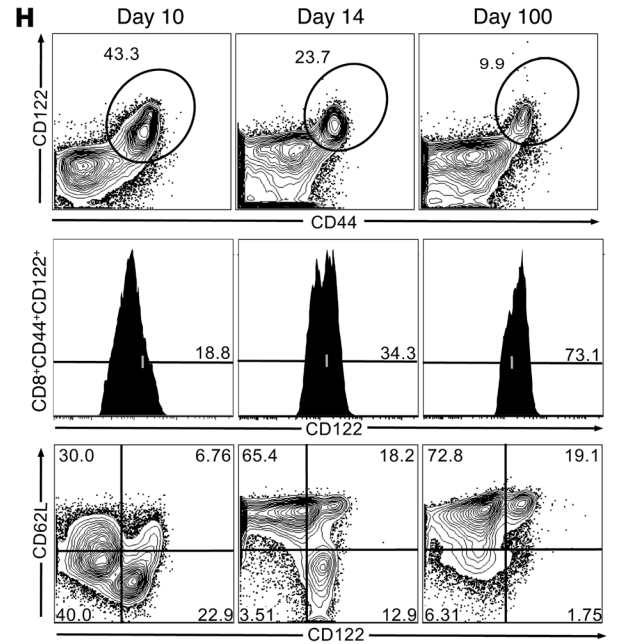 H
Day 10 Day 14 Day 100
43.3 23.7 9.9
CD122
CD44
CD8+CD44+CD122+
18.8 34.3 73.1
CD122
30.0 6.76 65.4 18.2 72.8 19.1
CD62L
40.0 22.9 3.51 12.9 6.31 1.75
CD122